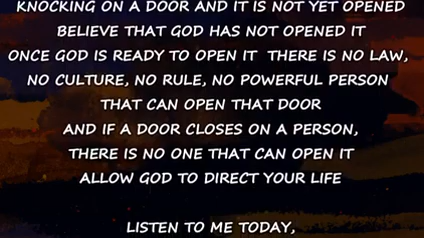 KNOCKING ON A DOOR AND IT IS NOT YET OPENED
BELIEVE THAT GOD HAS NOT OPENED IT
ONCE GOD IS READY TO OPEN IT THERE IS NO LAW,
NO CULTURE, NO RULE, NO POWERFUL PERSON
THAT CAN OPEN THAT DOOR
AND IF A DOOR CLOSES ON A PERSON,
THERE IS NO ONE THAT CAN OPEN IT
ALLOW GOD TO DIRECT YOUR LIFE
LISTEN TO ME TODAY,